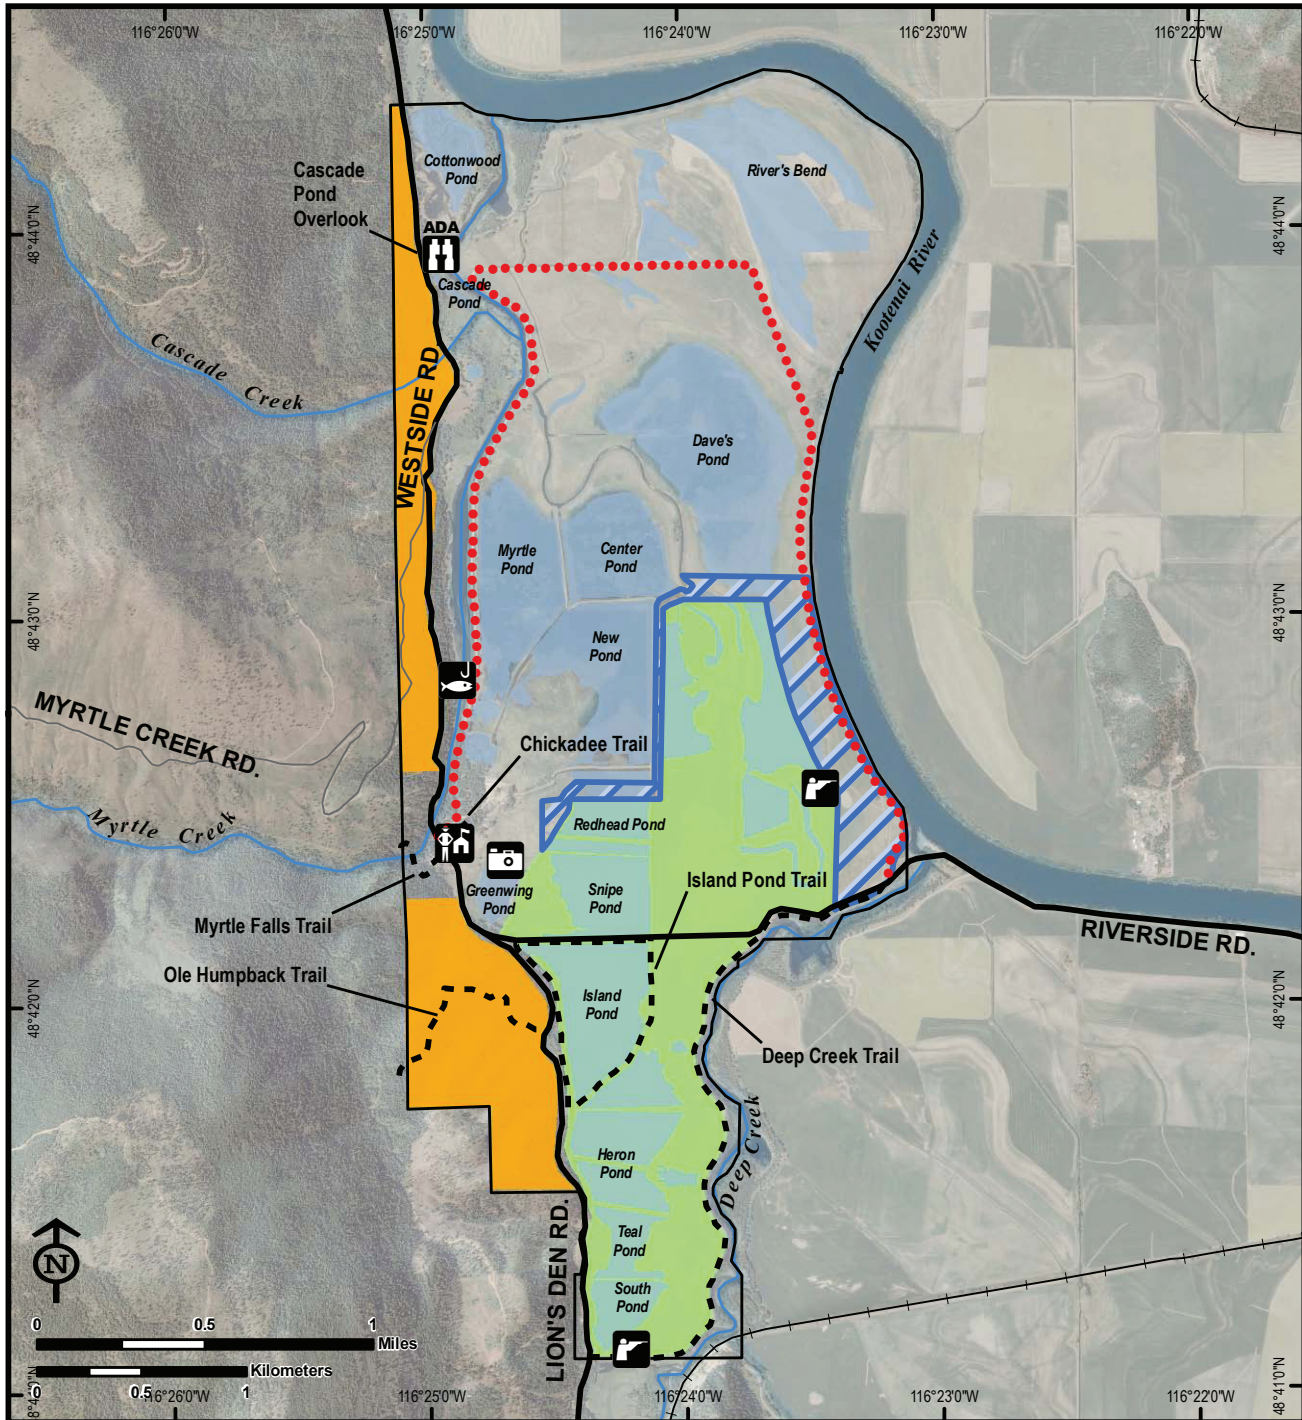 116°26'0"W
116°25'0"W
116°24'0"W
116°23'0"W
116°22'0"W
Cottonwood
Pond
River's Bend
Cascade
Pond
Overlook
ADA
48°44'0"N
48°44'0"N
Cascade
Pond
Kootenai River
Cascade Creek
WESTSIDE RD.
Dave's
Pond
Myrtle
Pond
Center
Pond
48°43'0"N
48°43'0"N
New
Pond
MYRTLE CREEK RD.
Chickadee Trail
Myrtle Creek
Redhead Pond
Island Pond Trail
Greenwing
Pond
Snipe
Pond
Myrtle Falls Trail
RIVERSIDE RD.
Ole Humpback Trail
Island
Pond
48°42'0"N
48°42'0"N
Deep Creek Trail
Deep Creek
Heron
Pond
LION'S DEN RD.
Teal
Pond
N
South
Pond
0 0.5 1
Miles
Kilometers
0 0.5 1
48°41'0"N
116°26'0"W
116°25'0"W
116°24'0"W
116°23'0"W
116°22'0"W